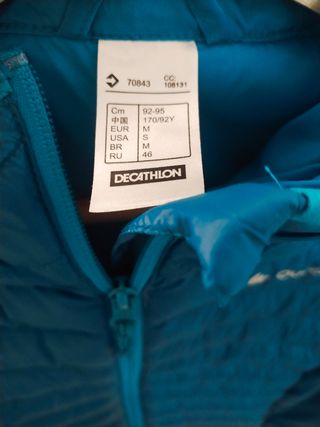 70843
CC:
108131
Cm 92-95
中国 170/92Y
EUR M
USA S
BR M
RU 46
DECATHLON